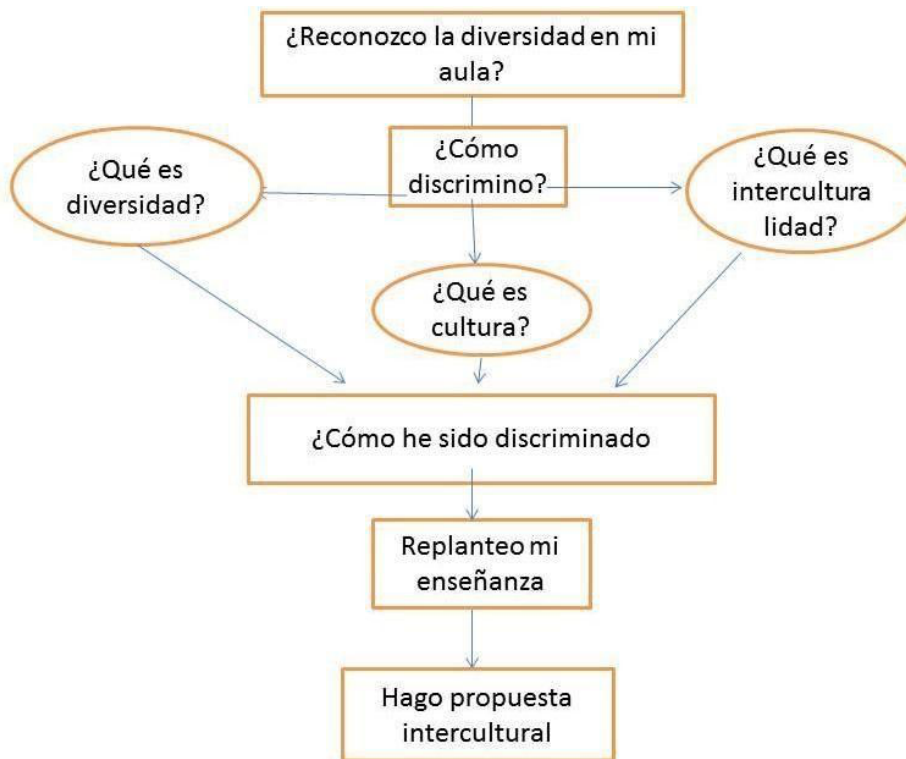 ¿Reconozco la diversidad en mi
aula?
¿Cómo
discrimino?
¿Qué es
diversidad?
¿Qué es
intercultura
lidad?
¿Qué es
cultura?
¿Cómo he sido discriminado
Replanteo mi
enseñanza
Hago propuesta
intercultural